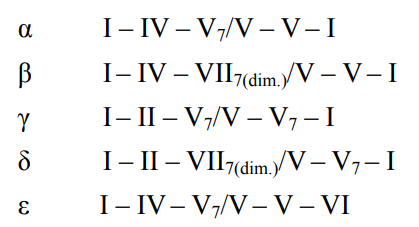 α I – IV – V₇/V – V – I
β I – IV – VII₇(dim.)/V – V – I
γ I – II – V₇/V – V₇ – I
δ I – II – VII₇(dim.)/V – V₇ – I
ε I – IV – V₇/V – V – VI